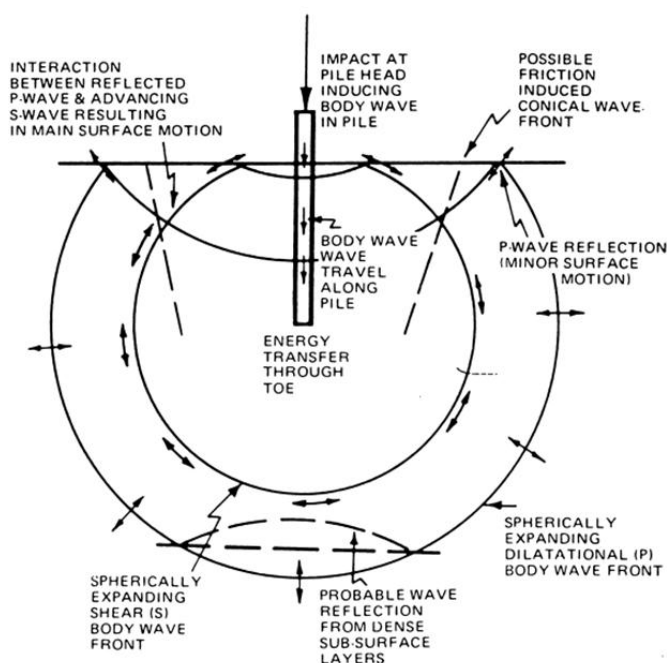 INTERACTION
BETWEEN REFLECTED
P-WAVE & ADVANCING
S-WAVE RESULTING
IN MAIN SURFACE MOTION
IMPACT AT
PILE HEAD
INDUCING
BODY WAVE
IN PILE
POSSIBLE
FRICTION
INDUCED
CONICAL WAVE-
FRONT
BODY WAVE
WAVE
TRAVEL
ALONG
PILE
P-WAVE REFLECTION
(MINOR SURFACE
MOTION)
ENERGY
TRANSFER
THROUGH
TOE
SPHERICALLY
EXPANDING
SHEAR (S)
BODY WAVE
FRONT
PROBABLE WAVE
REFLECTION
FROM DENSE
SUB-SURFACE
LAYERS
SPHERICALLY
EXPANDING
DILATATIONAL (P)
BODY WAVE FRONT